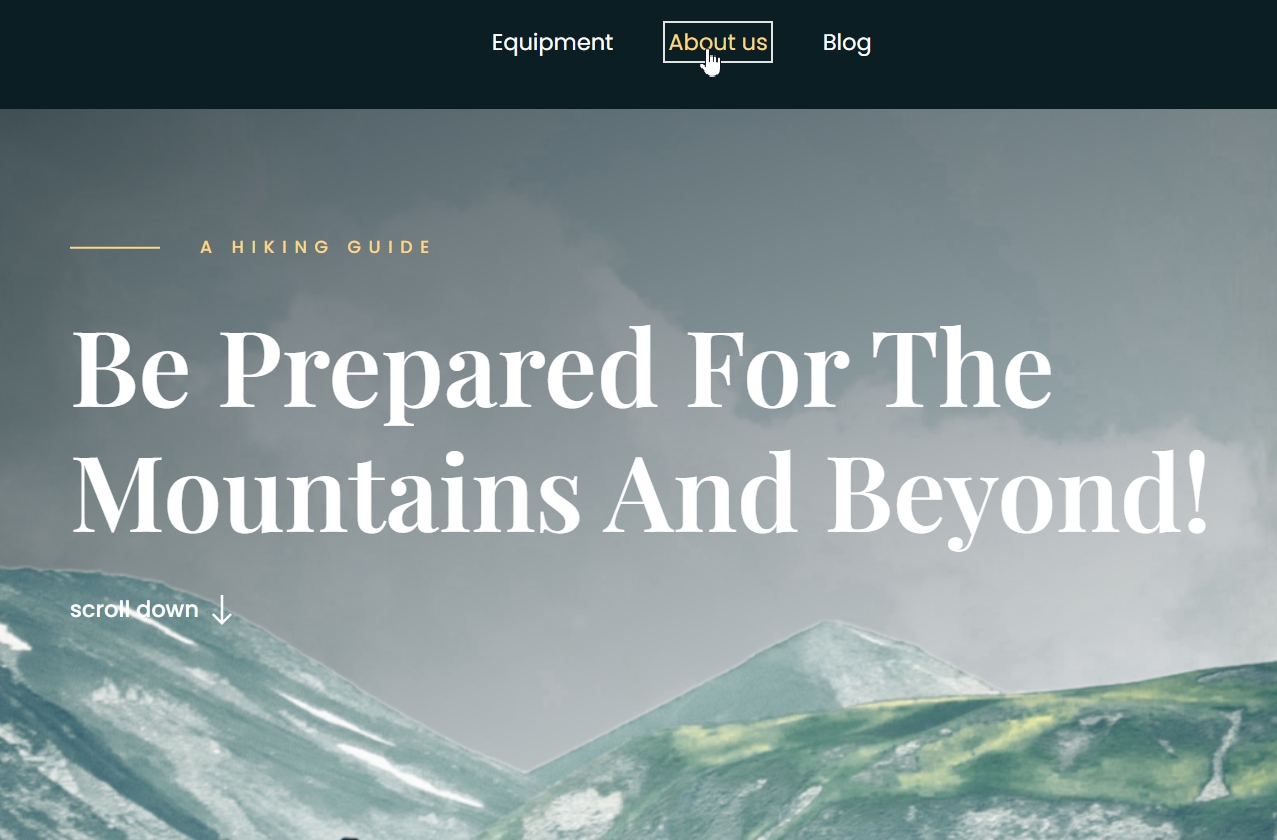 Equipment About us Blog
A HIKING GUIDE
Be Prepared For The
Mountains And Beyond!
scroll down